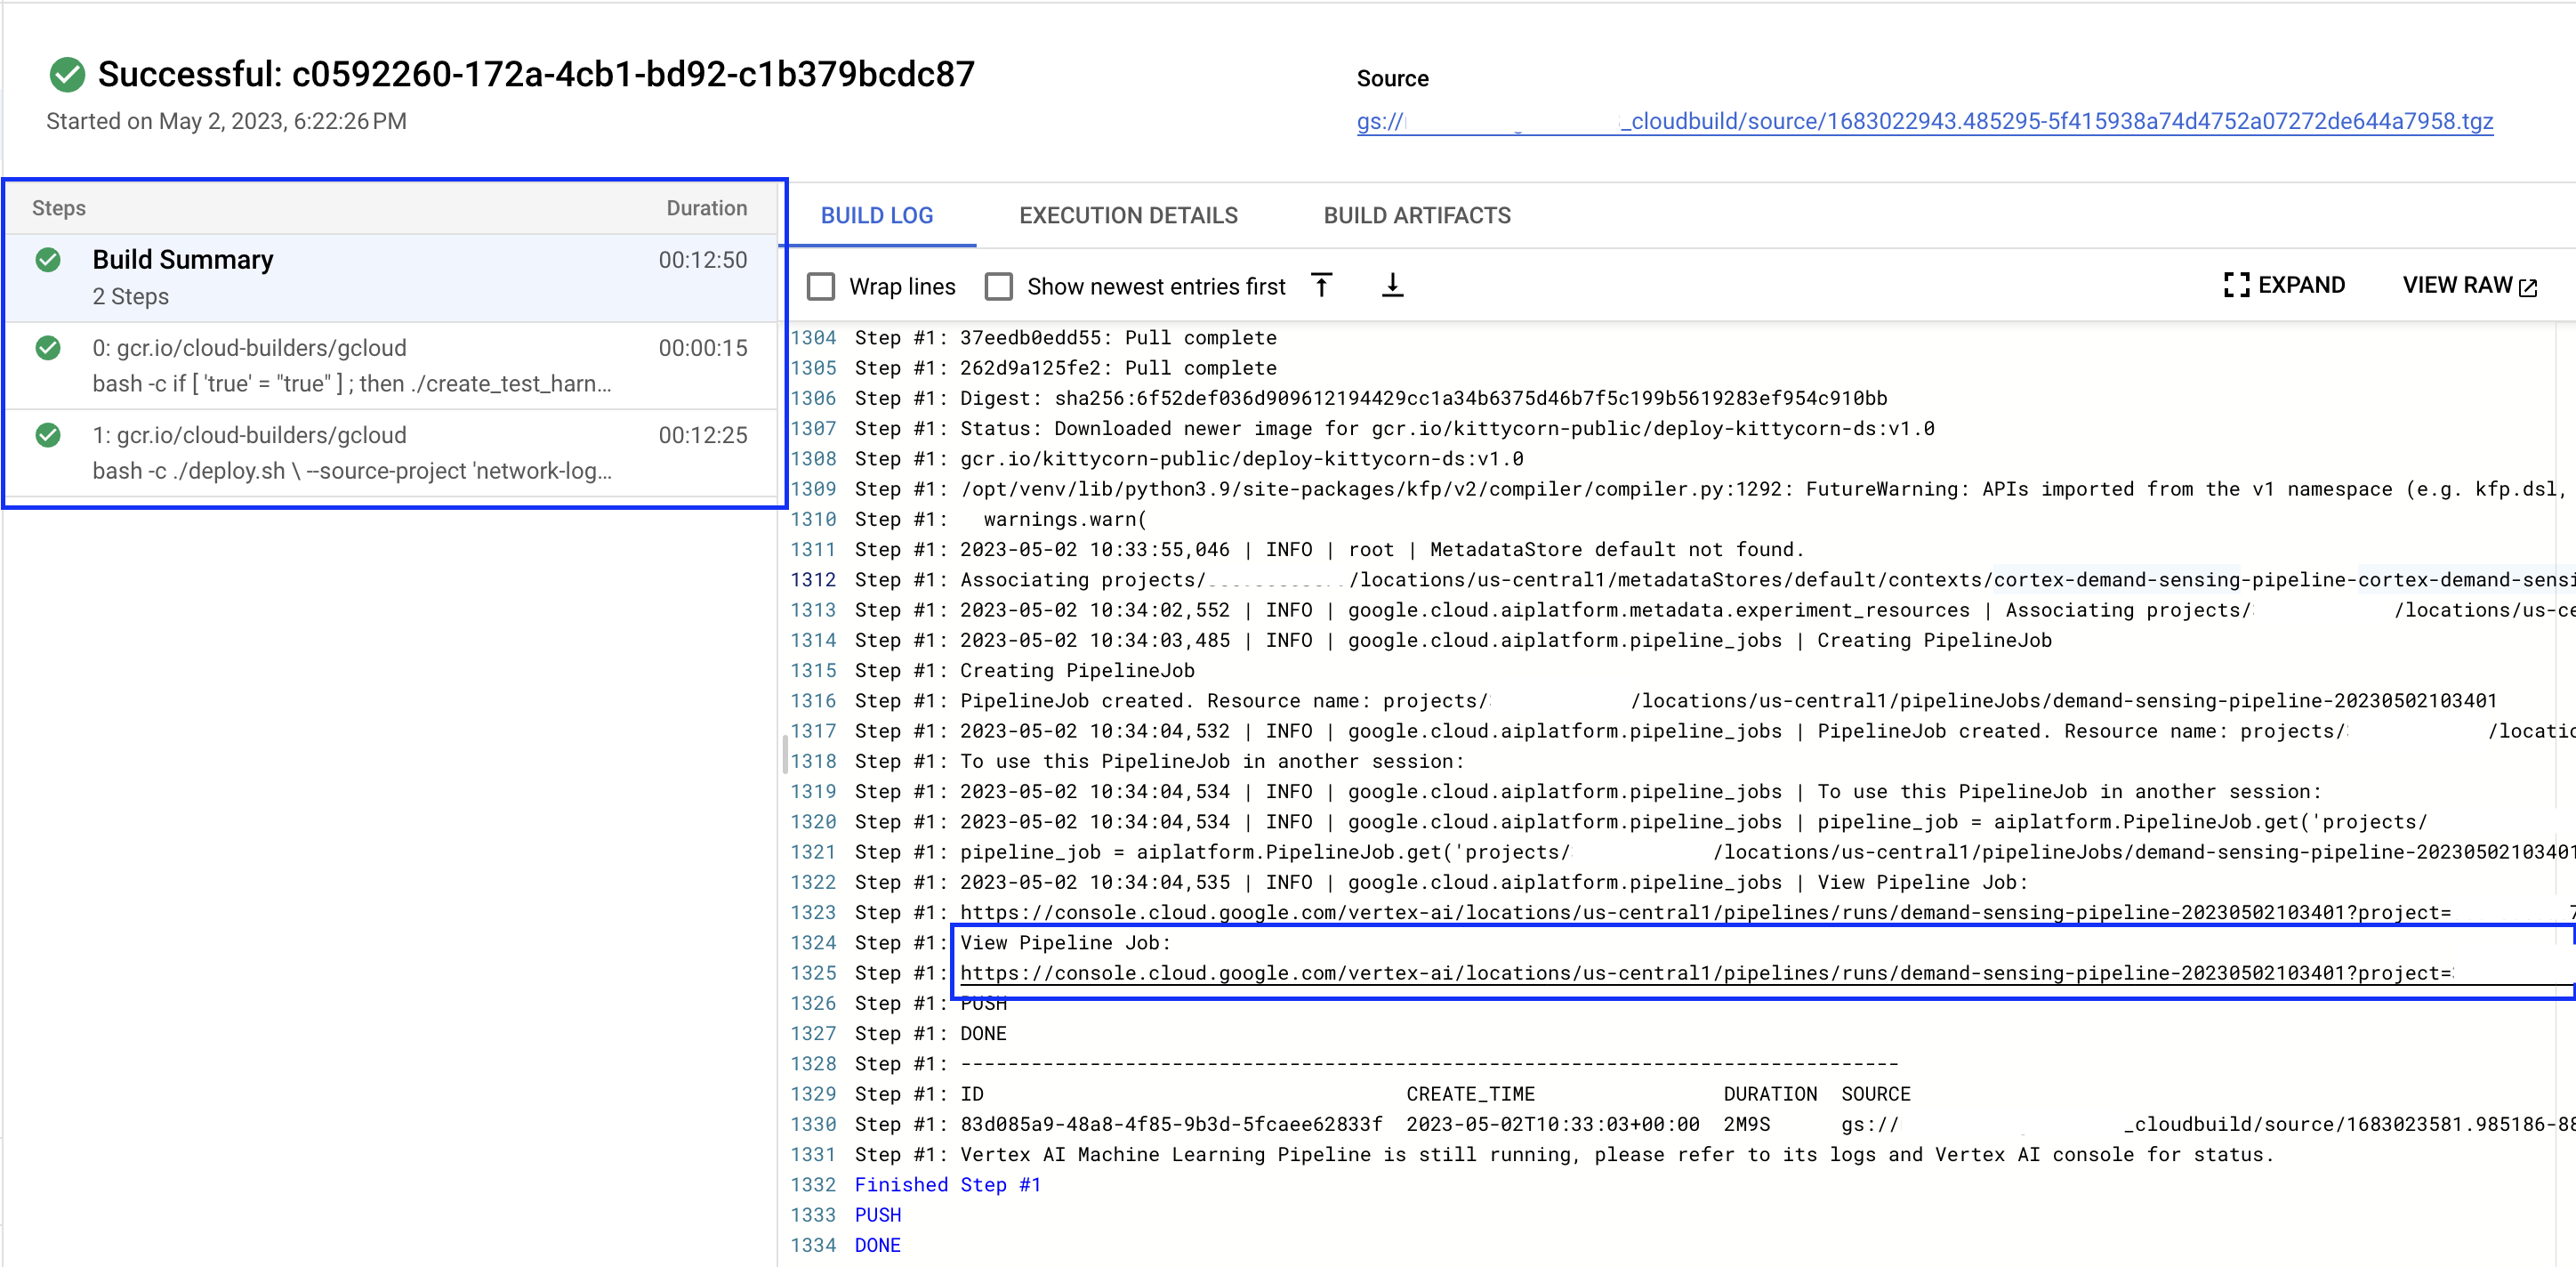 Successful: c0592260-172a-4cb1-bd92-c1b379bcdc87
Started on May 2, 2023, 6:22:26 PM
Source
gs:// _cloudbuild/source/1683022943.485295-5f415938a74d4752a07272de644a7958.tgz
Steps Duration
Build Summary 00:12:50
2 Steps
0: gcr.io/cloud-builders/gcloud 00:00:15
bash -c if [ 'true' = "true" ] ; then ./create_test_harn...
1: gcr.io/cloud-builders/gcloud 00:12:25
bash -c ./deploy.sh \ --source-project 'network-log...
BUILD LOG EXECUTION DETAILS BUILD ARTIFACTS
Wrap lines Show newest entries first EXPAND VIEW RAW
1304 Step #1: 37eedb0edd55: Pull complete
1305 Step #1: 262d9a125fe2: Pull complete
1306 Step #1: Digest: sha256:6f52def036d909612194429cc1a34b6375d46b7f5c199b5619283ef954c910bb
1307 Step #1: Status: Downloaded newer image for gcr.io/kittycorn-public/deploy-kittycorn-ds:v1.0
1308 Step #1: gcr.io/kittycorn-public/deploy-kittycorn-ds:v1.0
1309 Step #1: /opt/venv/lib/python3.9/site-packages/kfp/v2/compiler/compiler.py:1292: FutureWarning: APIs imported from the v1 namespace (e.g. kfp.dsl,
1310 Step #1: warnings.warn(
1311 Step #1: 2023-05-02 10:33:55,046 | INFO | root | MetadataStore default not found.
1312 Step #1: Associating projects/ /locations/us-central1/metadataStores/default/contexts/cortex-demand-sensing-pipeline-cortex-demand-sensi
1313 Step #1: 2023-05-02 10:34:02,552 | INFO | google.cloud.aiplatform.metadata.experiment_resources | Associating projects/ /locations/us-ce
1314 Step #1: 2023-05-02 10:34:03,485 | INFO | google.cloud.aiplatform.pipeline_jobs | Creating PipelineJob
1315 Step #1: Creating PipelineJob
1316 Step #1: PipelineJob created. Resource name: projects/ /locations/us-central1/pipelineJobs/demand-sensing-pipeline-20230502103401
1317 Step #1: 2023-05-02 10:34:04,532 | INFO | google.cloud.aiplatform.pipeline_jobs | PipelineJob created. Resource name: projects/ /locatio
1318 Step #1: To use this PipelineJob in another session:
1319 Step #1: 2023-05-02 10:34:04,534 | INFO | google.cloud.aiplatform.pipeline_jobs | To use this PipelineJob in another session:
1320 Step #1: 2023-05-02 10:34:04,534 | INFO | google.cloud.aiplatform.pipeline_jobs | pipeline_job = aiplatform.PipelineJob.get('projects/
1321 Step #1: pipeline_job = aiplatform.PipelineJob.get('projects/ /locations/us-central1/pipelineJobs/demand-sensing-pipeline-20230502103401
1322 Step #1: 2023-05-02 10:34:04,535 | INFO | google.cloud.aiplatform.pipeline_jobs | View Pipeline Job:
1323 Step #1: https://console.cloud.google.com/vertex-ai/locations/us-central1/pipelines/runs/demand-sensing-pipeline-20230502103401?project= 7
1324 Step #1: View Pipeline Job:
1325 Step #1: https://console.cloud.google.com/vertex-ai/locations/us-central1/pipelines/runs/demand-sensing-pipeline-20230502103401?project=
1326 Step #1: PUSH
1327 Step #1: DONE
1328 Step #1: --------------------------------------------------------------------------------
1329 Step #1: ID CREATE_TIME DURATION SOURCE
1330 Step #1: 83d085a9-48a8-4f85-9b3d-5fcaee62833f 2023-05-02T10:33:03+00:00 2M9S gs:// _cloudbuild/source/1683023581.985186-88
1331 Step #1: Vertex AI Machine Learning Pipeline is still running, please refer to its logs and Vertex AI console for status.
1332 Finished Step #1
1333 PUSH
1334 DONE